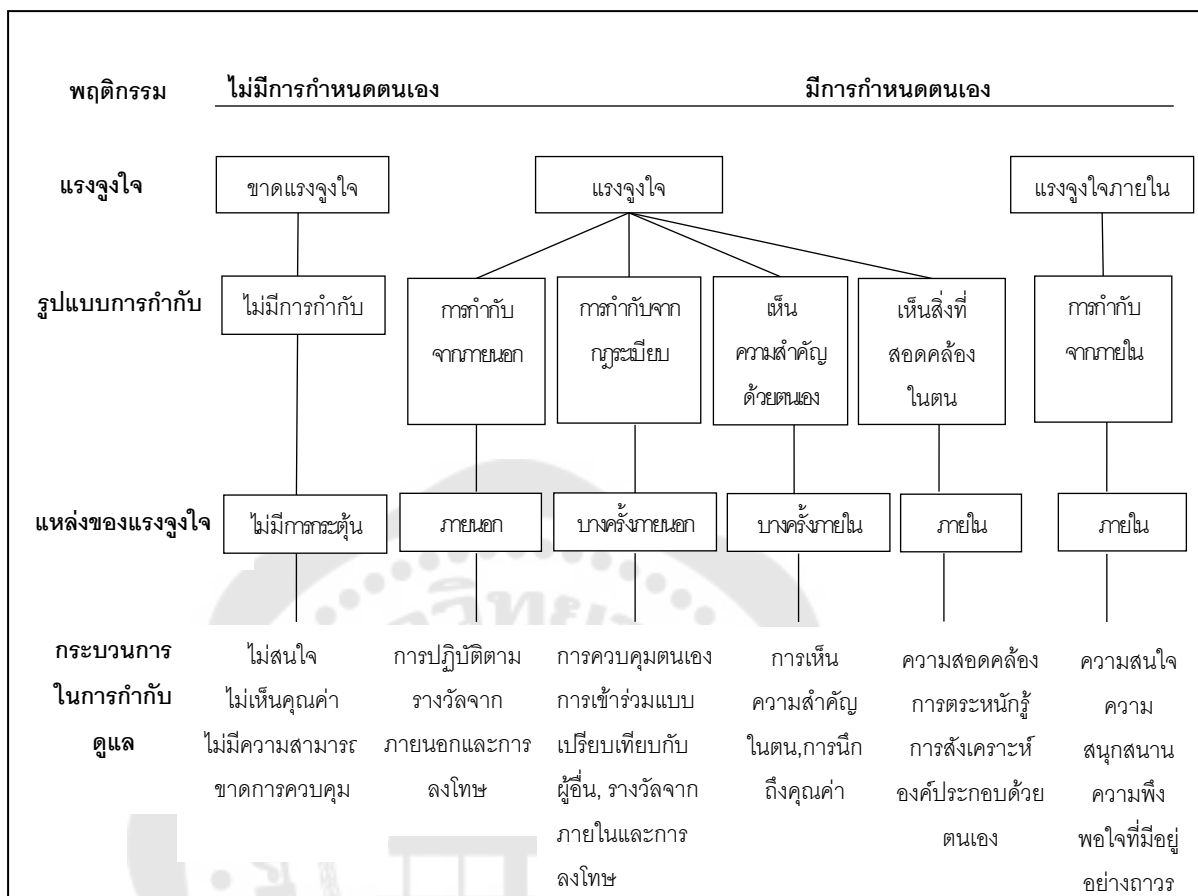 พฤติกรรม ไม่มีการกำหนดตนเอง มีการกำหนดตนเอง
แรงจูงใจ
ขาดแรงจูงใจ
แรงจูงใจ
แรงจูงใจภายใน
รูปแบบการกำกับ
ไม่มีการกำกับ
การกำกับ
จากภายนอก
การกำกับจาก
กฎระเบียบ
เห็น
ความสำคัญ
ด้วยตนเอง
เห็นสิ่งที่
สอดคล้อง
ในตน
การกำกับ
จากภายใน
แหล่งของแรงจูงใจ
ไม่มีการกระตุ้น
ภายนอก
บางครั้งภายนอก
บางครั้งภายใน
ภายใน
ภายใน
กระบวนการ
ในการกำกับ
ดูแล
ไม่สนใจ
ไม่เห็นคุณค่า
ไม่มีความสามารถ
ขาดการควบคุม
การปฏิบัติตาม
รางวัลจาก
ภายนอกและการ
ลงโทษ
การควบคุมตนเอง
การเข้าร่วมแบบ
เปรียบเทียบกับ
ผู้อื่น, รางวัลจาก
ภายในและการ
ลงโทษ
การเห็น
ความสำคัญ
ในตน,การนึก
ถึงคุณค่า
ความสอดคล้อง
การตระหนักรู้
การสังเคราะห์
องค์ประกอบด้วย
ตนเอง
ความสนใจ
ความ
สนุกสนาน
ความพึง
พอใจที่มีอยู่
อย่างถาวร